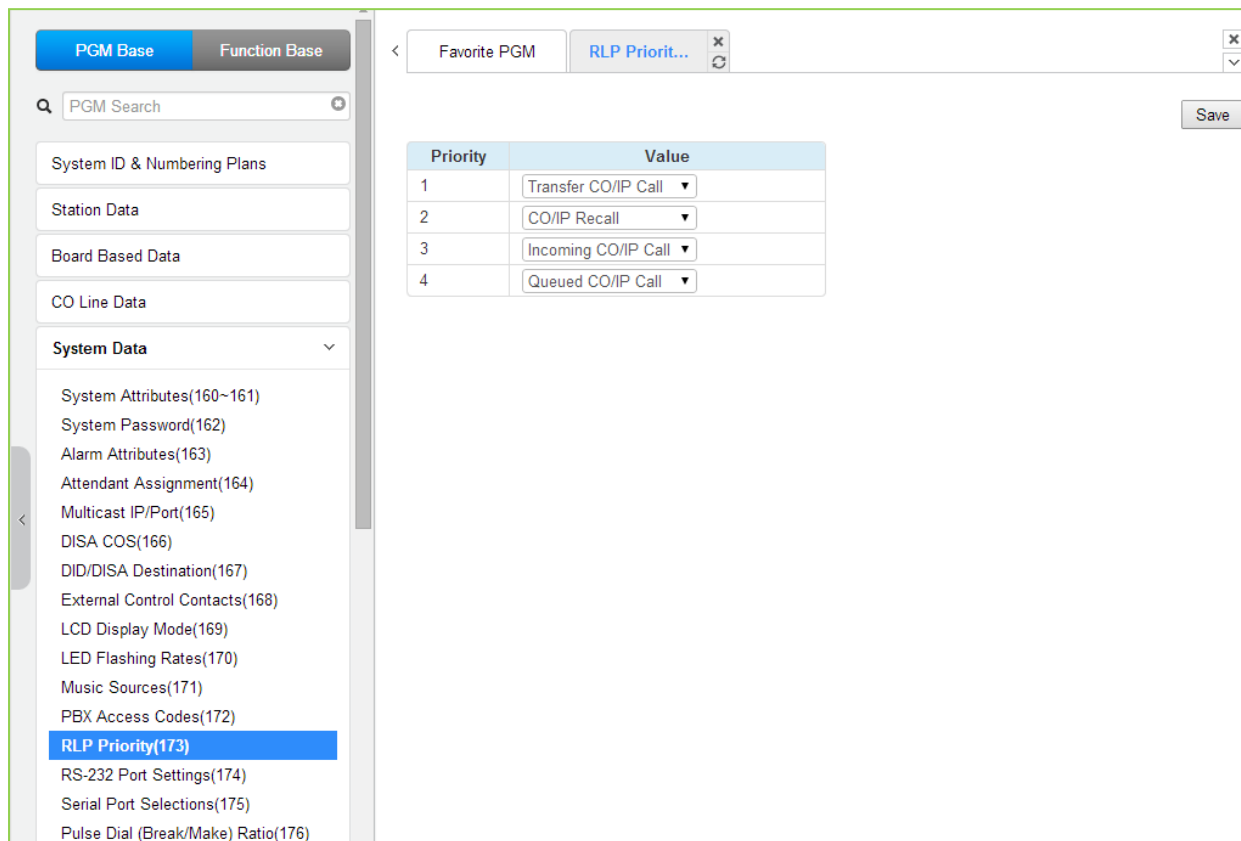 PGM Base Function Base
PGM Search
System ID & Numbering Plans
Station Data
Board Based Data
CO Line Data
System Data
System Attributes(160~161)
System Password(162)
Alarm Attributes(163)
Attendant Assignment(164)
Multicast IP/Port(165)
DISA COS(166)
DID/DISA Destination(167)
External Control Contacts(168)
LCD Display Mode(169)
LED Flashing Rates(170)
Music Sources(171)
PBX Access Codes(172)
RLP Priority(173)
RS-232 Port Settings(174)
Serial Port Selections(175)
Pulse Dial (Break/Make) Ratio(176)
Favorite PGM RLP Priorit...
Save
Priority Value
1 Transfer CO/IP Call
2 CO/IP Recall
3 Incoming CO/IP Call
4 Queued CO/IP Call